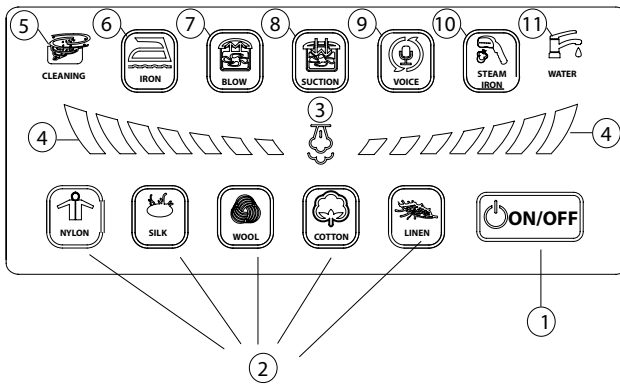 5 6 7 8 9 10 11
CLEANING IRON BLOW SUCTION VOICE STEAM IRON WATER
3
4 4
NYLON SILK WOOL COTTON LINEN ON/OFF
1
2